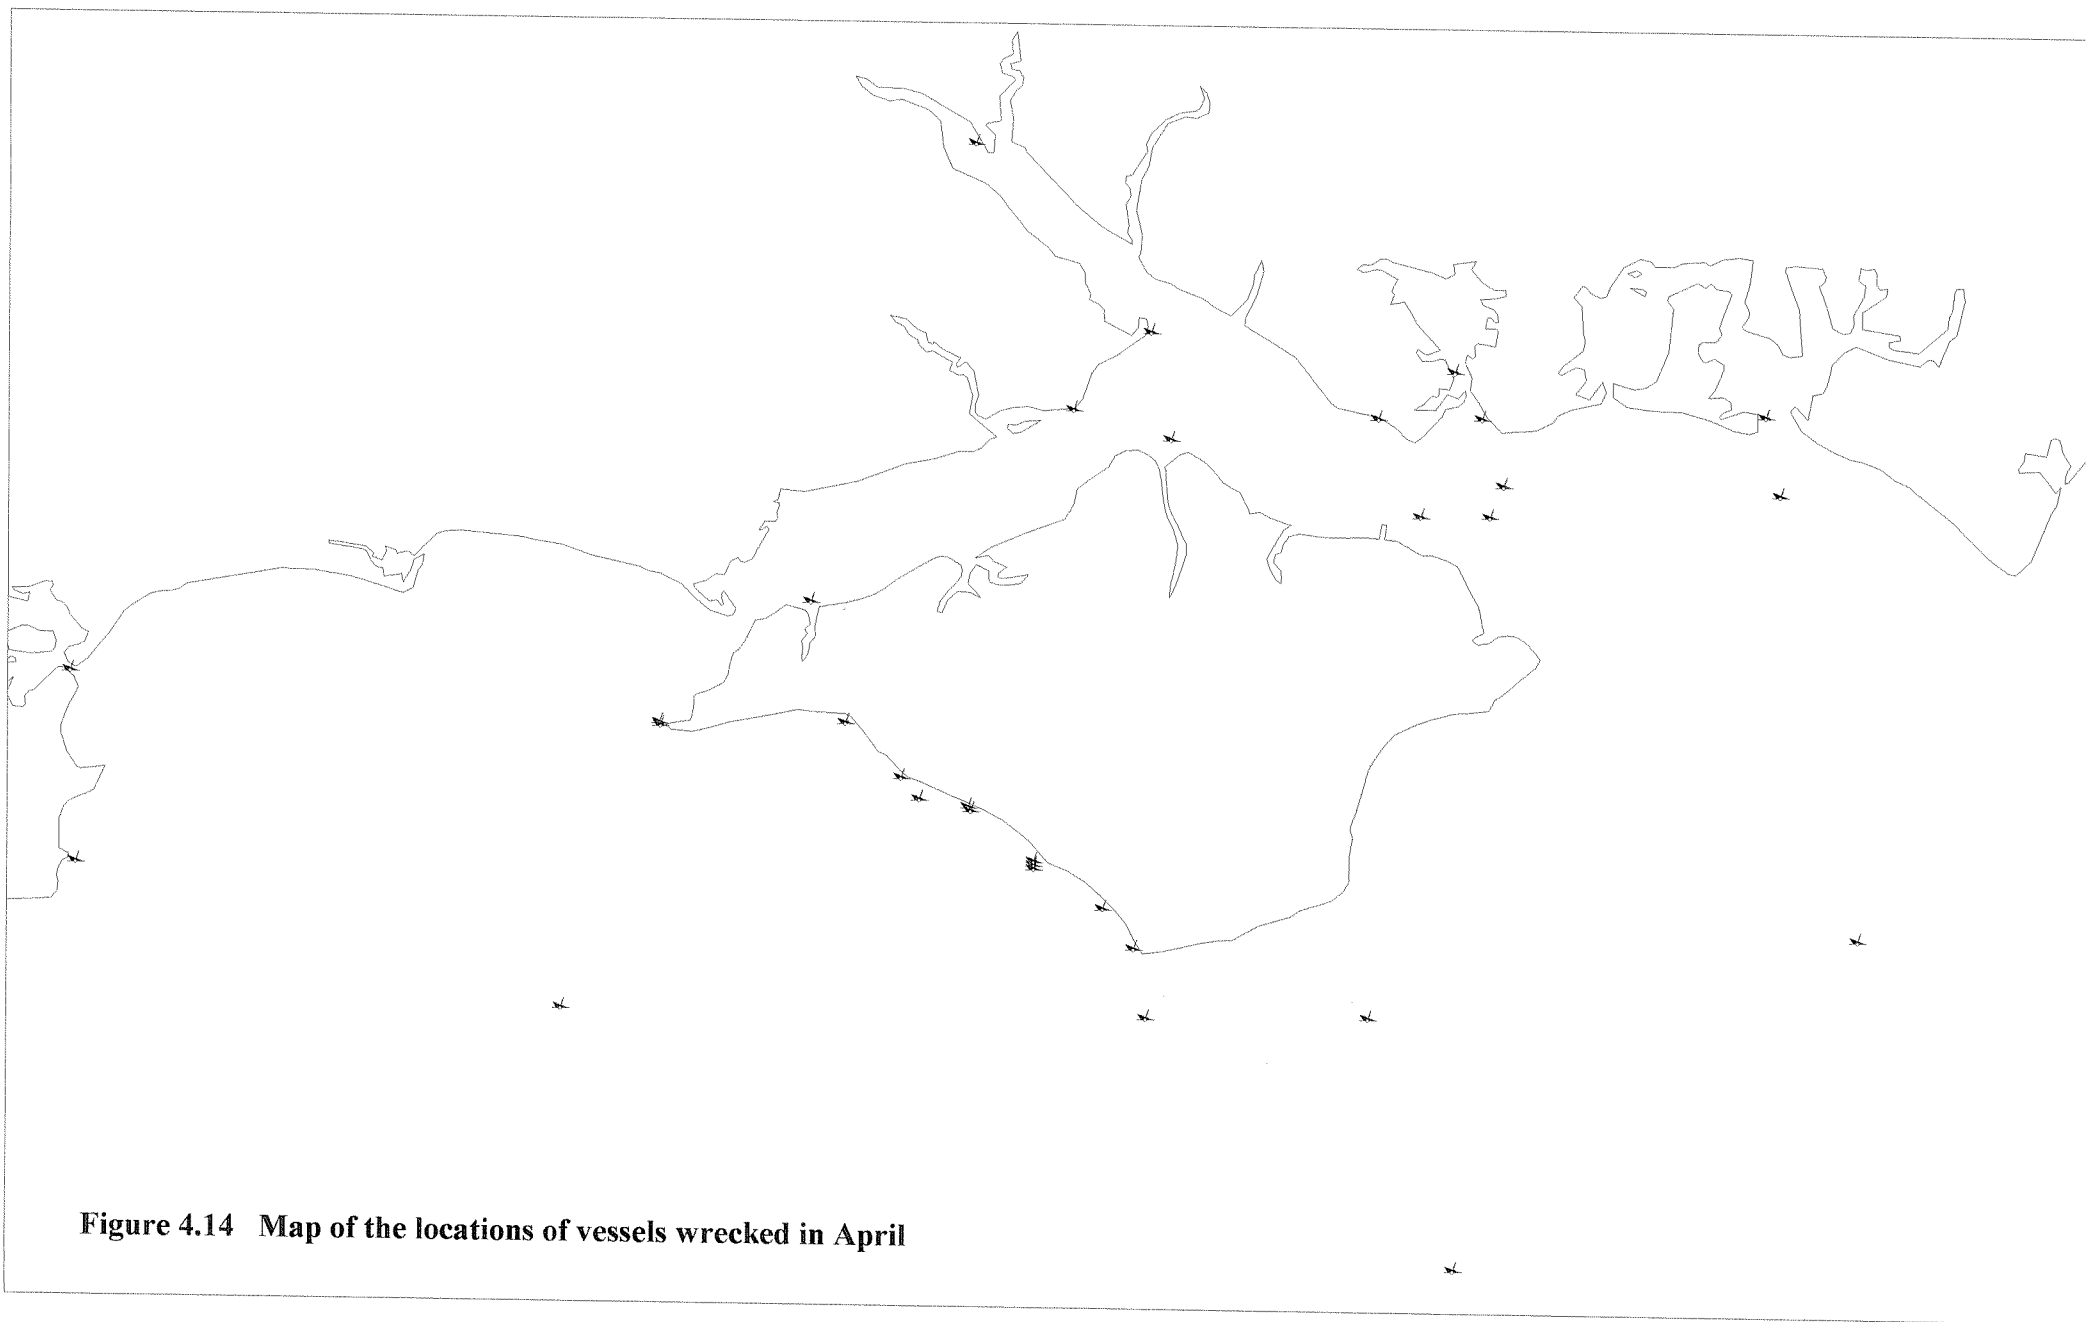 Figure 4.14 Map of the locations of vessels wrecked in April